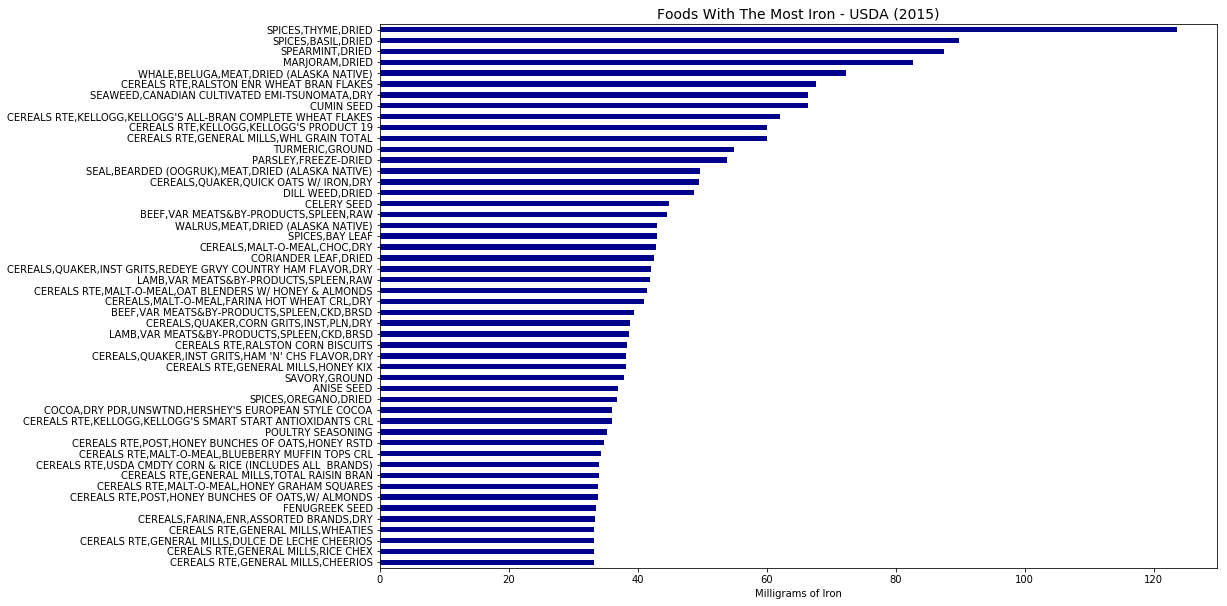 Foods With The Most Iron - USDA (2015)
SPICES,THYME,DRIED
SPICES,BASIL,DRIED
SPEARMINT,DRIED
MARJORAM,DRIED
WHALE,BELUGA,MEAT,DRIED (ALASKA NATIVE)
CEREALS RTE,RALSTON ENR WHEAT BRAN FLAKES
SEAWEED,CANADIAN CULTIVATED EMI-TSUNOMATA,DRY
CUMIN SEED
CEREALS RTE,KELLOGG,KELLOGG'S ALL-BRAN COMPLETE WHEAT FLAKES
CEREALS RTE,KELLOGG,KELLOGG'S PRODUCT 19
CEREALS RTE,GENERAL MILLS,WHL GRAIN TOTAL
TURMERIC,GROUND
PARSLEY,FREEZE-DRIED
SEAL,BEARDED (OOGRUK),MEAT,DRIED (ALASKA NATIVE)
CEREALS,QUAKER,QUICK OATS W/ IRON,DRY
DILL WEED,DRIED
CELERY SEED
BEEF,VAR MEATS&BY-PRODUCTS,SPLEEN,RAW
WALRUS,MEAT,DRIED (ALASKA NATIVE)
SPICES,BAY LEAF
CEREALS,MALT-O-MEAL,CHOC,DRY
CORIANDER LEAF,DRIED
CEREALS,QUAKER,INST GRITS,REDEYE GRVY COUNTRY HAM FLAVOR,DRY
LAMB,VAR MEATS&BY-PRODUCTS,SPLEEN,RAW
CEREALS RTE,MALT-O-MEAL,OAT BLENDERS W/ HONEY & ALMONDS
CEREALS,MALT-O-MEAL,FARINA HOT WHEAT CRL,DRY
BEEF,VAR MEATS&BY-PRODUCTS,SPLEEN,CKD,BRSD
CEREALS,QUAKER,CORN GRITS,INST,PLN,DRY
LAMB,VAR MEATS&BY-PRODUCTS,SPLEEN,CKD,BRSD
CEREALS RTE,RALSTON CORN BISCUITS
CEREALS,QUAKER,INST GRITS,HAM 'N' CHS FLAVOR,DRY
CEREALS RTE,GENERAL MILLS,HONEY KIX
SAVORY,GROUND
ANISE SEED
SPICES,OREGANO,DRIED
COCOA,DRY PDR,UNSWTND,HERSHEY'S EUROPEAN STYLE COCOA
CEREALS RTE,KELLOGG,KELLOGG'S SMART START ANTIOXIDANTS CRL
POULTRY SEASONING
CEREALS RTE,POST,HONEY BUNCHES OF OATS,HONEY RSTD
CEREALS RTE,MALT-O-MEAL,BLUEBERRY MUFFIN TOPS CRL
CEREALS RTE,USDA CMDTY CORN & RICE (INCLUDES ALL  BRANDS)
CEREALS RTE,GENERAL MILLS,TOTAL RAISIN BRAN
CEREALS RTE,MALT-O-MEAL,HONEY GRAHAM SQUARES
CEREALS RTE,POST,HONEY BUNCHES OF OATS,W/ ALMONDS
FENUGREEK SEED
CEREALS,FARINA,ENR,ASSORTED BRANDS,DRY
CEREALS RTE,GENERAL MILLS,WHEATIES
CEREALS RTE,GENERAL MILLS,DULCE DE LECHE CHEERIOS
CEREALS RTE,GENERAL MILLS,RICE CHEX
CEREALS RTE,GENERAL MILLS,CHEERIOS
0 20 40 60 80 100 120
Milligrams of Iron